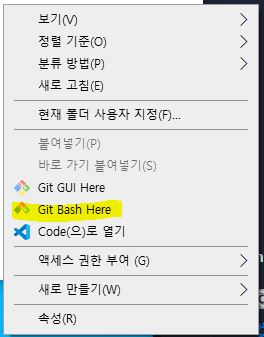 보기(V)
정렬 기준(O)
분류 방법(P)
새로 고침(E)
현재 폴더 사용자 지정(F)...
붙여넣기(P)
바로 가기 붙여넣기(S)
Git GUI Here
Git Bash Here
Code(으)로 열기
액세스 권한 부여 (G)
새로 만들기(W)
속성(R)